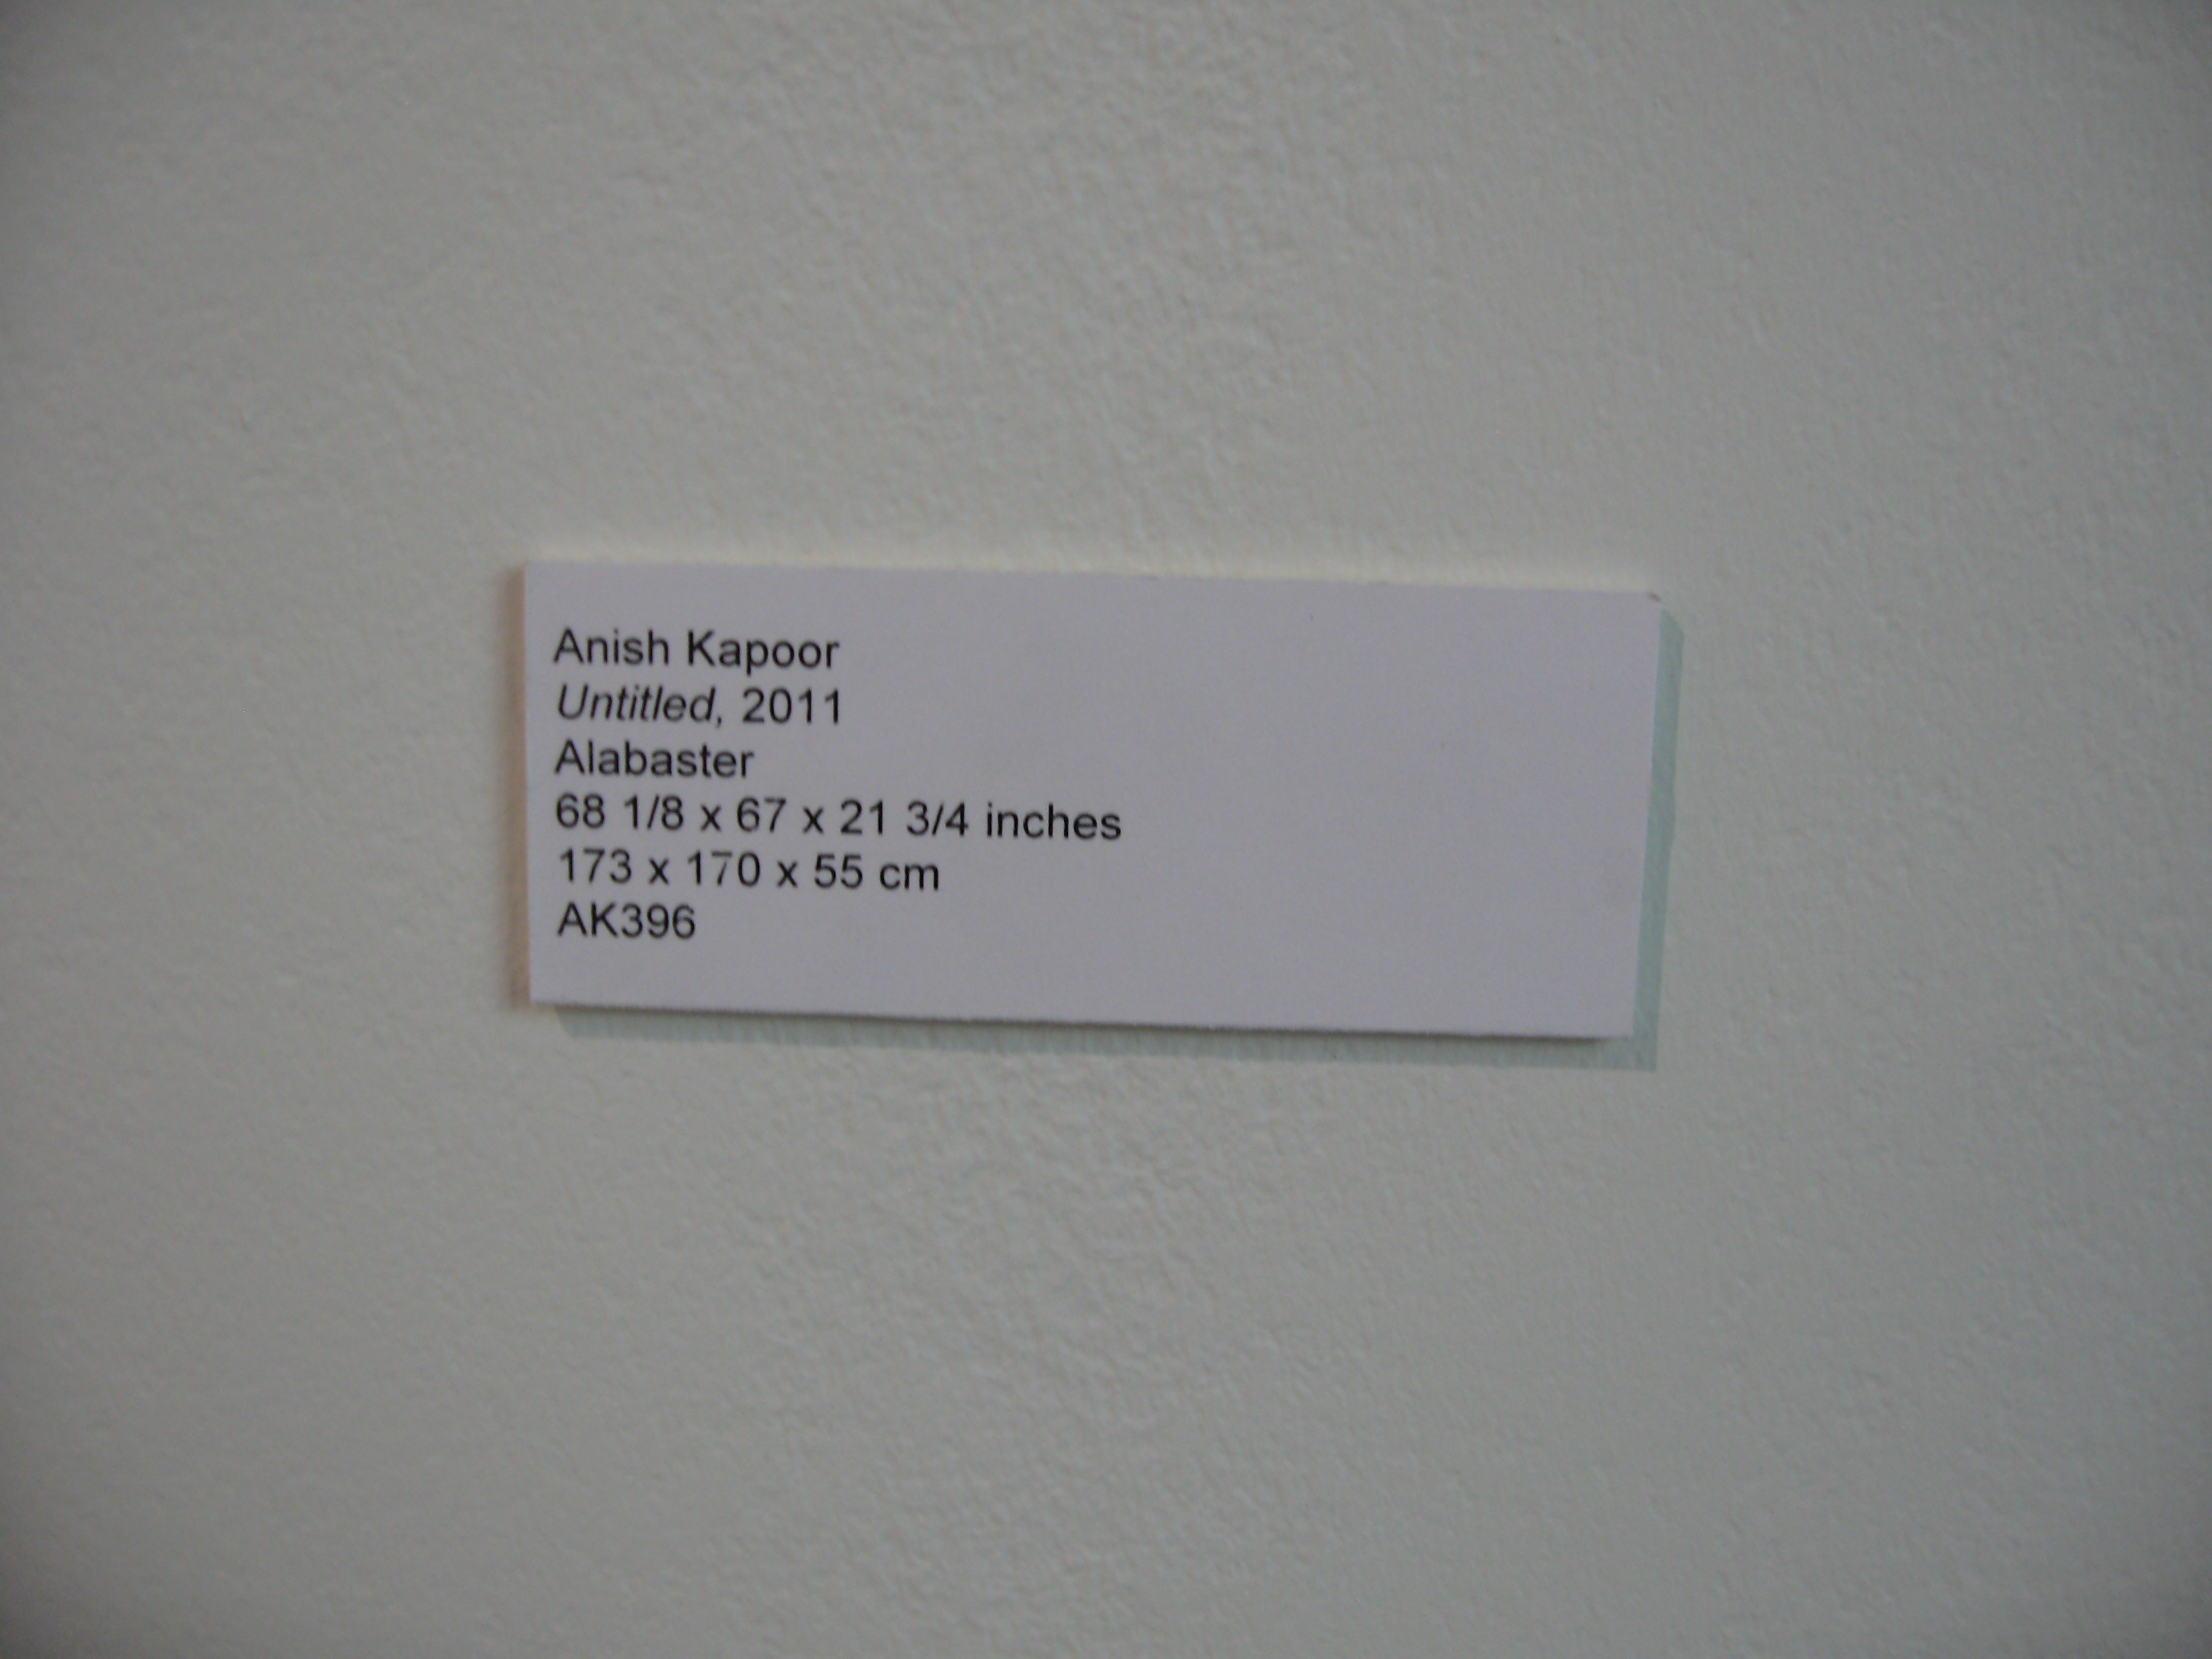 Anish Kapoor
Untitled, 2011
Alabaster
68 1/8 x 67 x 21 3/4 inches
173 x 170 x 55 cm
AK396